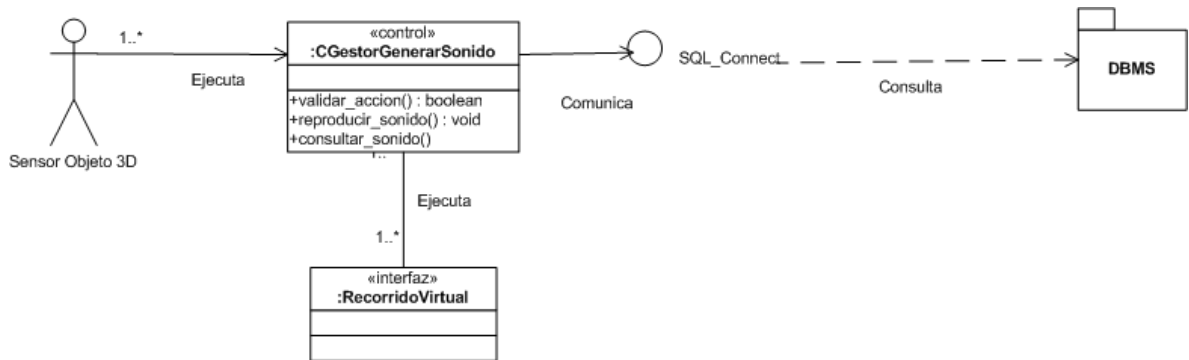 1..*
Ejecuta
Sensor Objeto 3D
«control»
:CGestorGenerarSonido
+validar_accion() : boolean
+reproducir_sonido() : void
+consultar_sonido()
Comunica
SQL_Connect
Consulta
DBMS
Ejecuta
1..*
«interfaz»
:RecorridoVirtual